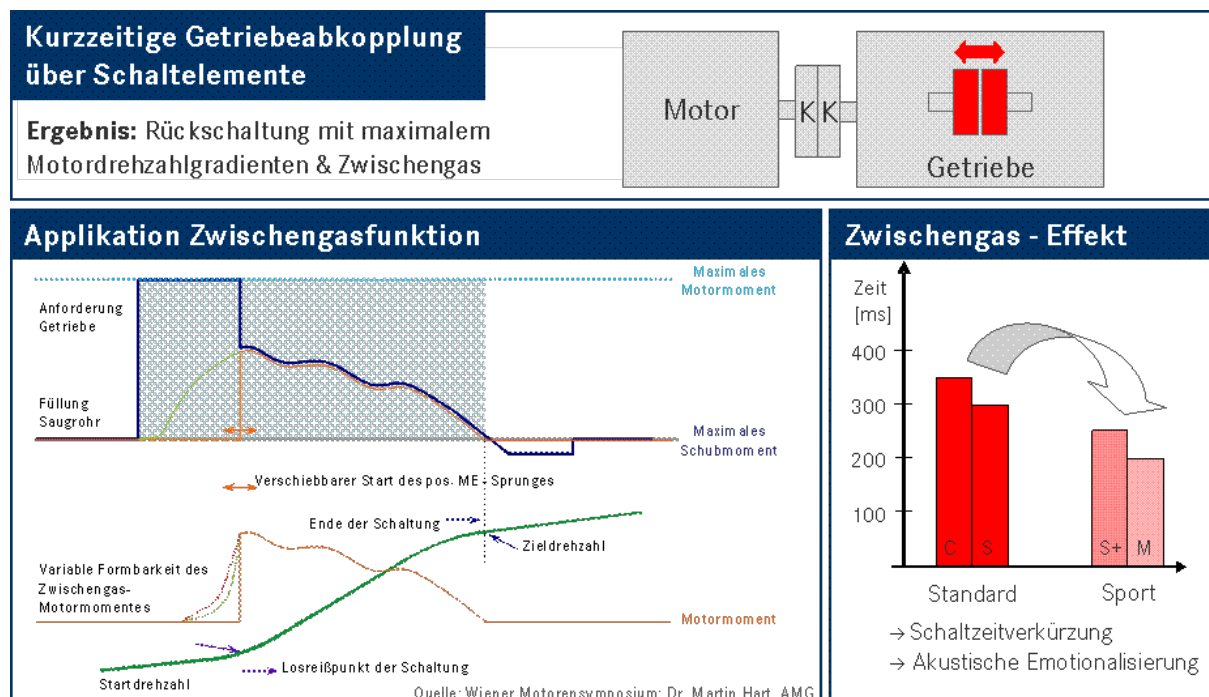 Kurzzeitige Getriebeabkopplung
über Schaltelemente
Ergebnis: Rückschaltung mit maximalem
Motordrehzahlgradienten & Zwischengas
Motor
K K
Getriebe
Applikation Zwischengasfunktion
Maximales
Motormoment
Anforderung
Getriebe
Füllung
Saugrohr
Maximales
Schubmoment
Verschiebbarer Start des pos. ME - Sprunges
Ende der Schaltung
Zieldrehzahl
Variable Formbarkeit des
Zwischengas-
Motormomentes
Motormoment
Losreißpunkt der Schaltung
Startdrehzahl
Quelle: Wiener Motorensymposium; Dr. Martin Hart, AMG
Zwischengas - Effekt
Zeit
[ms]
400
300
200
100
C S S+ M
Standard Sport
→ Schaltzeitverkürzung
→ Akustische Emotionalisierung